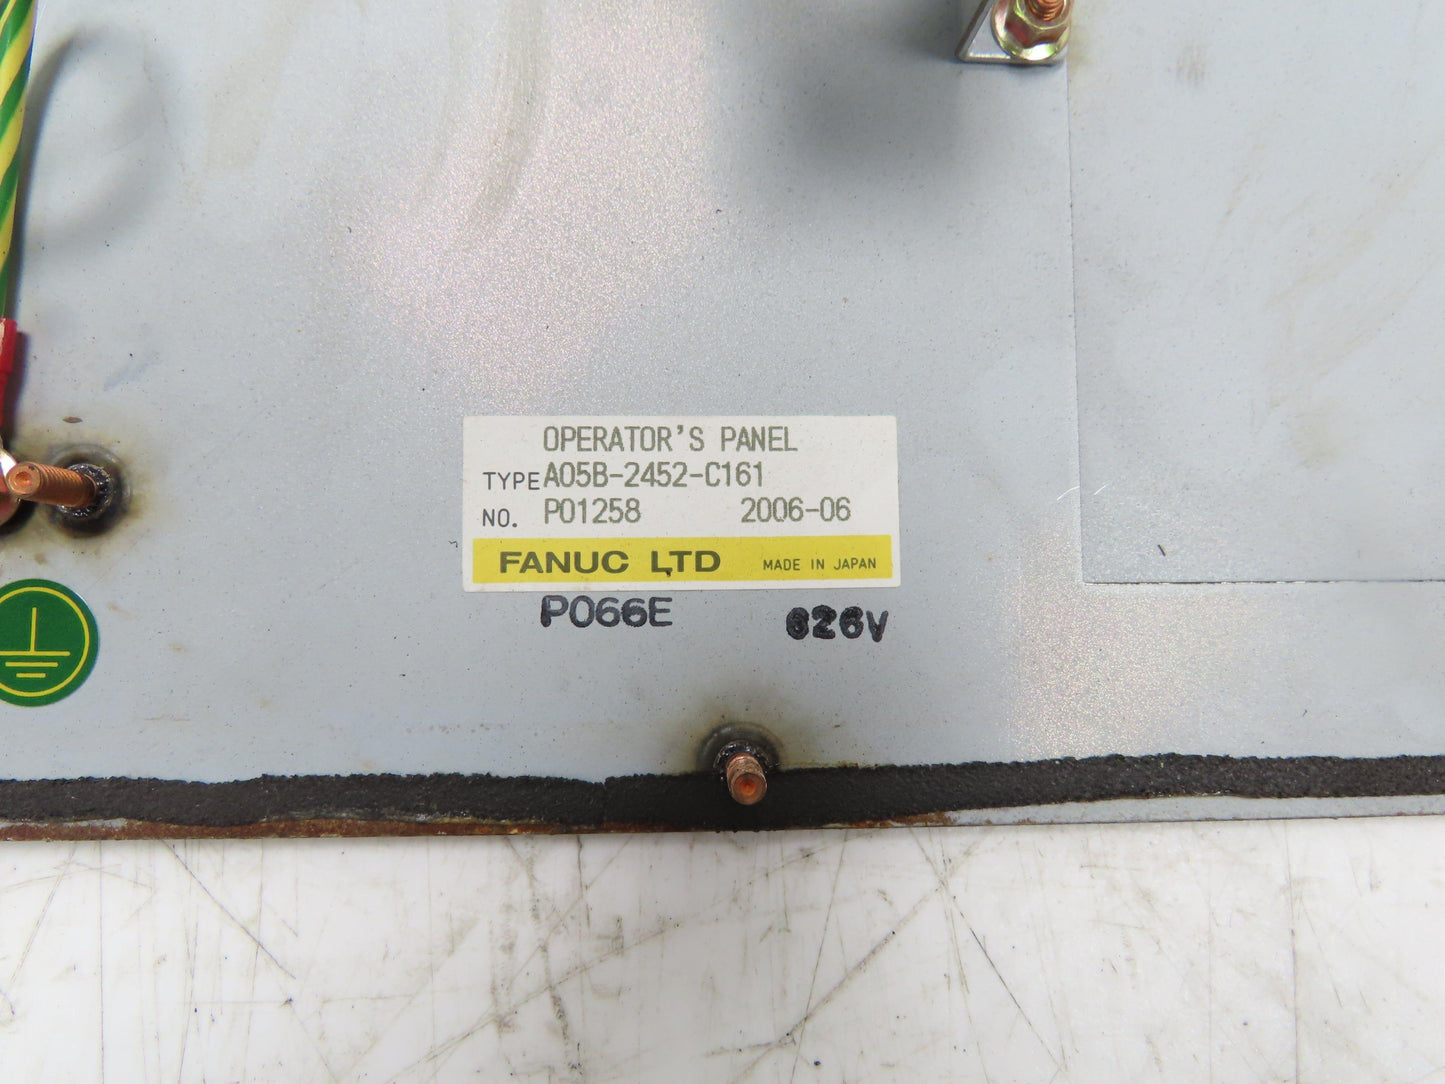 OPERATOR'S PANEL
TYPE A05B-2452-C161
NO. P01258 2006-06
FANUC LTD MADE IN JAPAN
P066E 626V